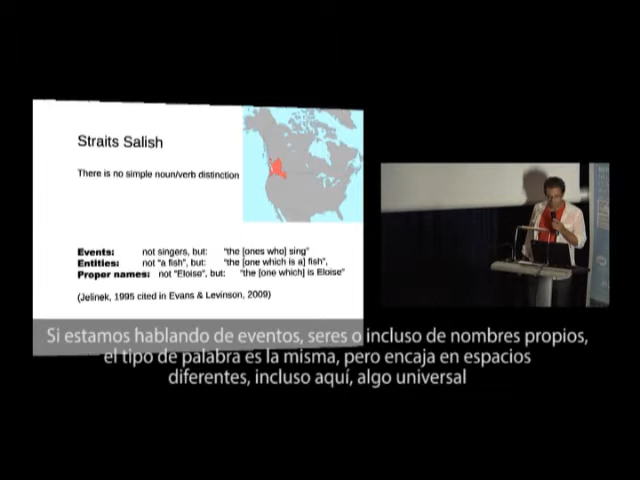 Straits Salish
There is no simple noun/verb distinction
Events: not singers, but: "the [ones who] sing"
Entities: not "a fish", but: "the [one which is a] fish",
Proper names: not "Eloise", but: "the [one which] is Eloise"
(Jelinek, 1995 cited in Evans & Levinson, 2009)
Si estamos hablando de eventos, seres o incluso de nombres propios,
el tipo de palabra es la misma, pero encaja en espacios
diferentes, incluso aquí, algo universal